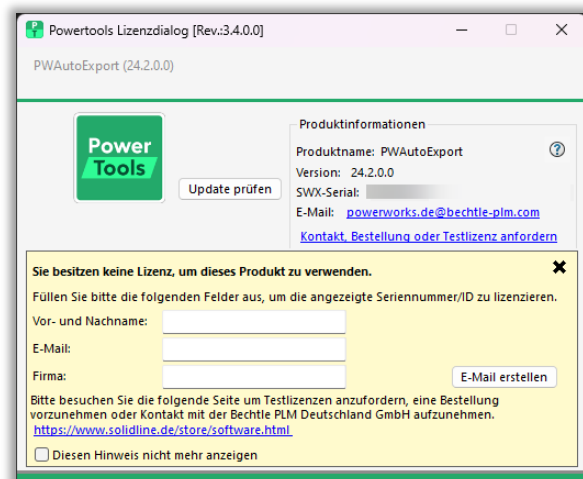 Powertools Lizenzdialog [Rev.:3.4.0.0]
PWAutoExport (24.2.0.0)
Power
Tools
Update prüfen
Produktinformationen
Produktname: PWAutoExport
Version: 24.2.0.0
SWX-Serial:
E-Mail: powerworks.de@bechtle-plm.com
Kontakt, Bestellung oder Testlizenz anfordern
Sie besitzen keine Lizenz, um dieses Produkt zu verwenden.
Füllen Sie bitte die folgenden Felder aus, um die angezeigte Seriennummer/ID zu lizenzieren.
Vor- und Nachname:
E-Mail:
Firma:
E-Mail erstellen
Bitte besuchen Sie die folgende Seite um Testlizenzen anzufordern, eine Bestellung
vorzunehmen oder Kontakt mit der Bechtle PLM Deutschland GmbH aufzunehmen.
https://www.solidline.de/store/software.html
Diesen Hinweis nicht mehr anzeigen